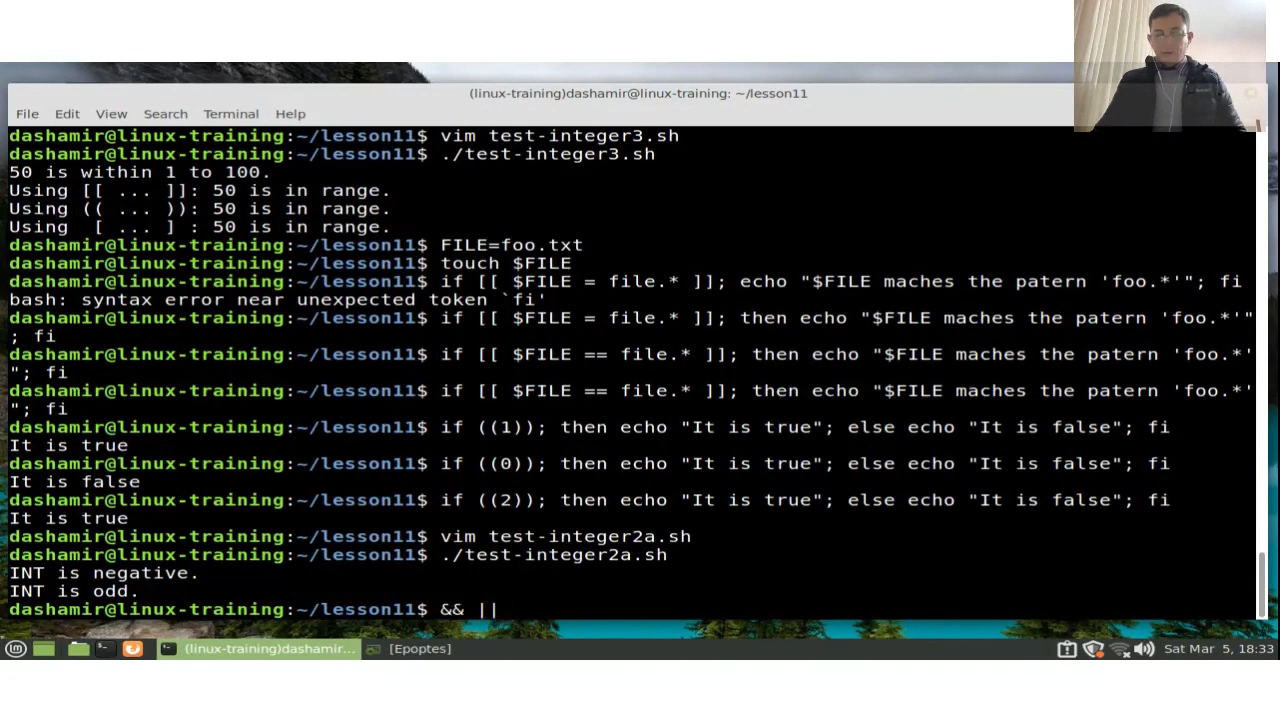 (linux-training)dashamir@linux-training: ~/lesson11
File Edit View Search Terminal Help
dashamir@linux-training:~/lesson11$ vim test-integer3.sh
dashamir@linux-training:~/lesson11$ ./test-integer3.sh
50 is within 1 to 100.
Using [[ ... ]]: 50 is in range.
Using (( ... )): 50 is in range.
Using  [ ... ] : 50 is in range.
dashamir@linux-training:~/lesson11$ FILE=foo.txt
dashamir@linux-training:~/lesson11$ touch $FILE
dashamir@linux-training:~/lesson11$ if [[ $FILE = file.* ]]; echo "$FILE maches the patern 'foo.*'"; fi
bash: syntax error near unexpected token `fi'
dashamir@linux-training:~/lesson11$ if [[ $FILE = file.* ]]; then echo "$FILE maches the patern 'foo.*'"
; fi
dashamir@linux-training:~/lesson11$ if [[ $FILE == file.* ]]; then echo "$FILE maches the patern 'foo.*'
"; fi
dashamir@linux-training:~/lesson11$ if [[ $FILE == file.* ]]; then echo "$FILE maches the patern 'foo.*'
"; fi
dashamir@linux-training:~/lesson11$ if ((1)); then echo "It is true"; else echo "It is false"; fi
It is true
dashamir@linux-training:~/lesson11$ if ((0)); then echo "It is true"; else echo "It is false"; fi
It is false
dashamir@linux-training:~/lesson11$ if ((2)); then echo "It is true"; else echo "It is false"; fi
It is true
dashamir@linux-training:~/lesson11$ vim test-integer2a.sh
dashamir@linux-training:~/lesson11$ ./test-integer2a.sh
INT is negative.
INT is odd.
dashamir@linux-training:~/lesson11$ && ||
(linux-training)dashamir... [Epoptes] Sat Mar 5, 18:33